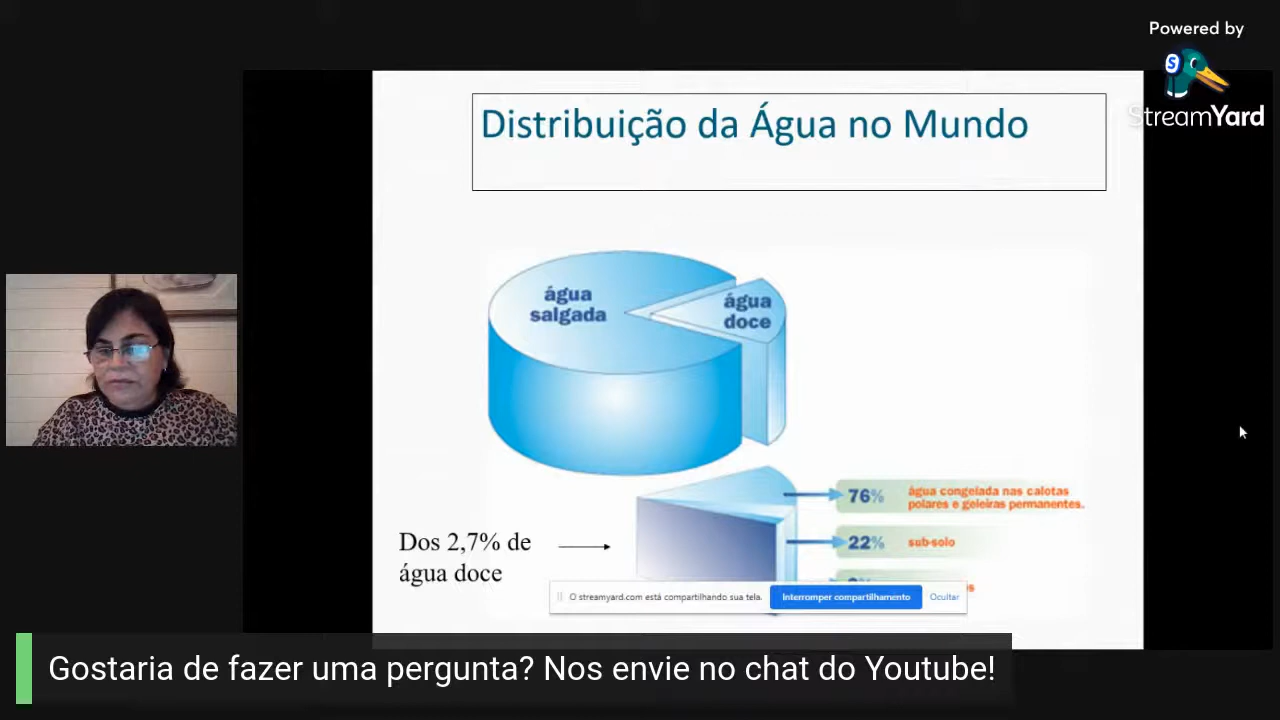 Powered by
StreamYard
Distribuição da Água no Mundo
água
salgada
água
doce
76%
água congelada nas calotas
polares e geleiras permanentes.
Dos 2,7% de
água doce
22%
sub-solo
O streamyard.com está compartilhando sua tela.
Interromper compartilhamento
Ocultar
Gostaria de fazer uma pergunta? Nos envie no chat do Youtube!